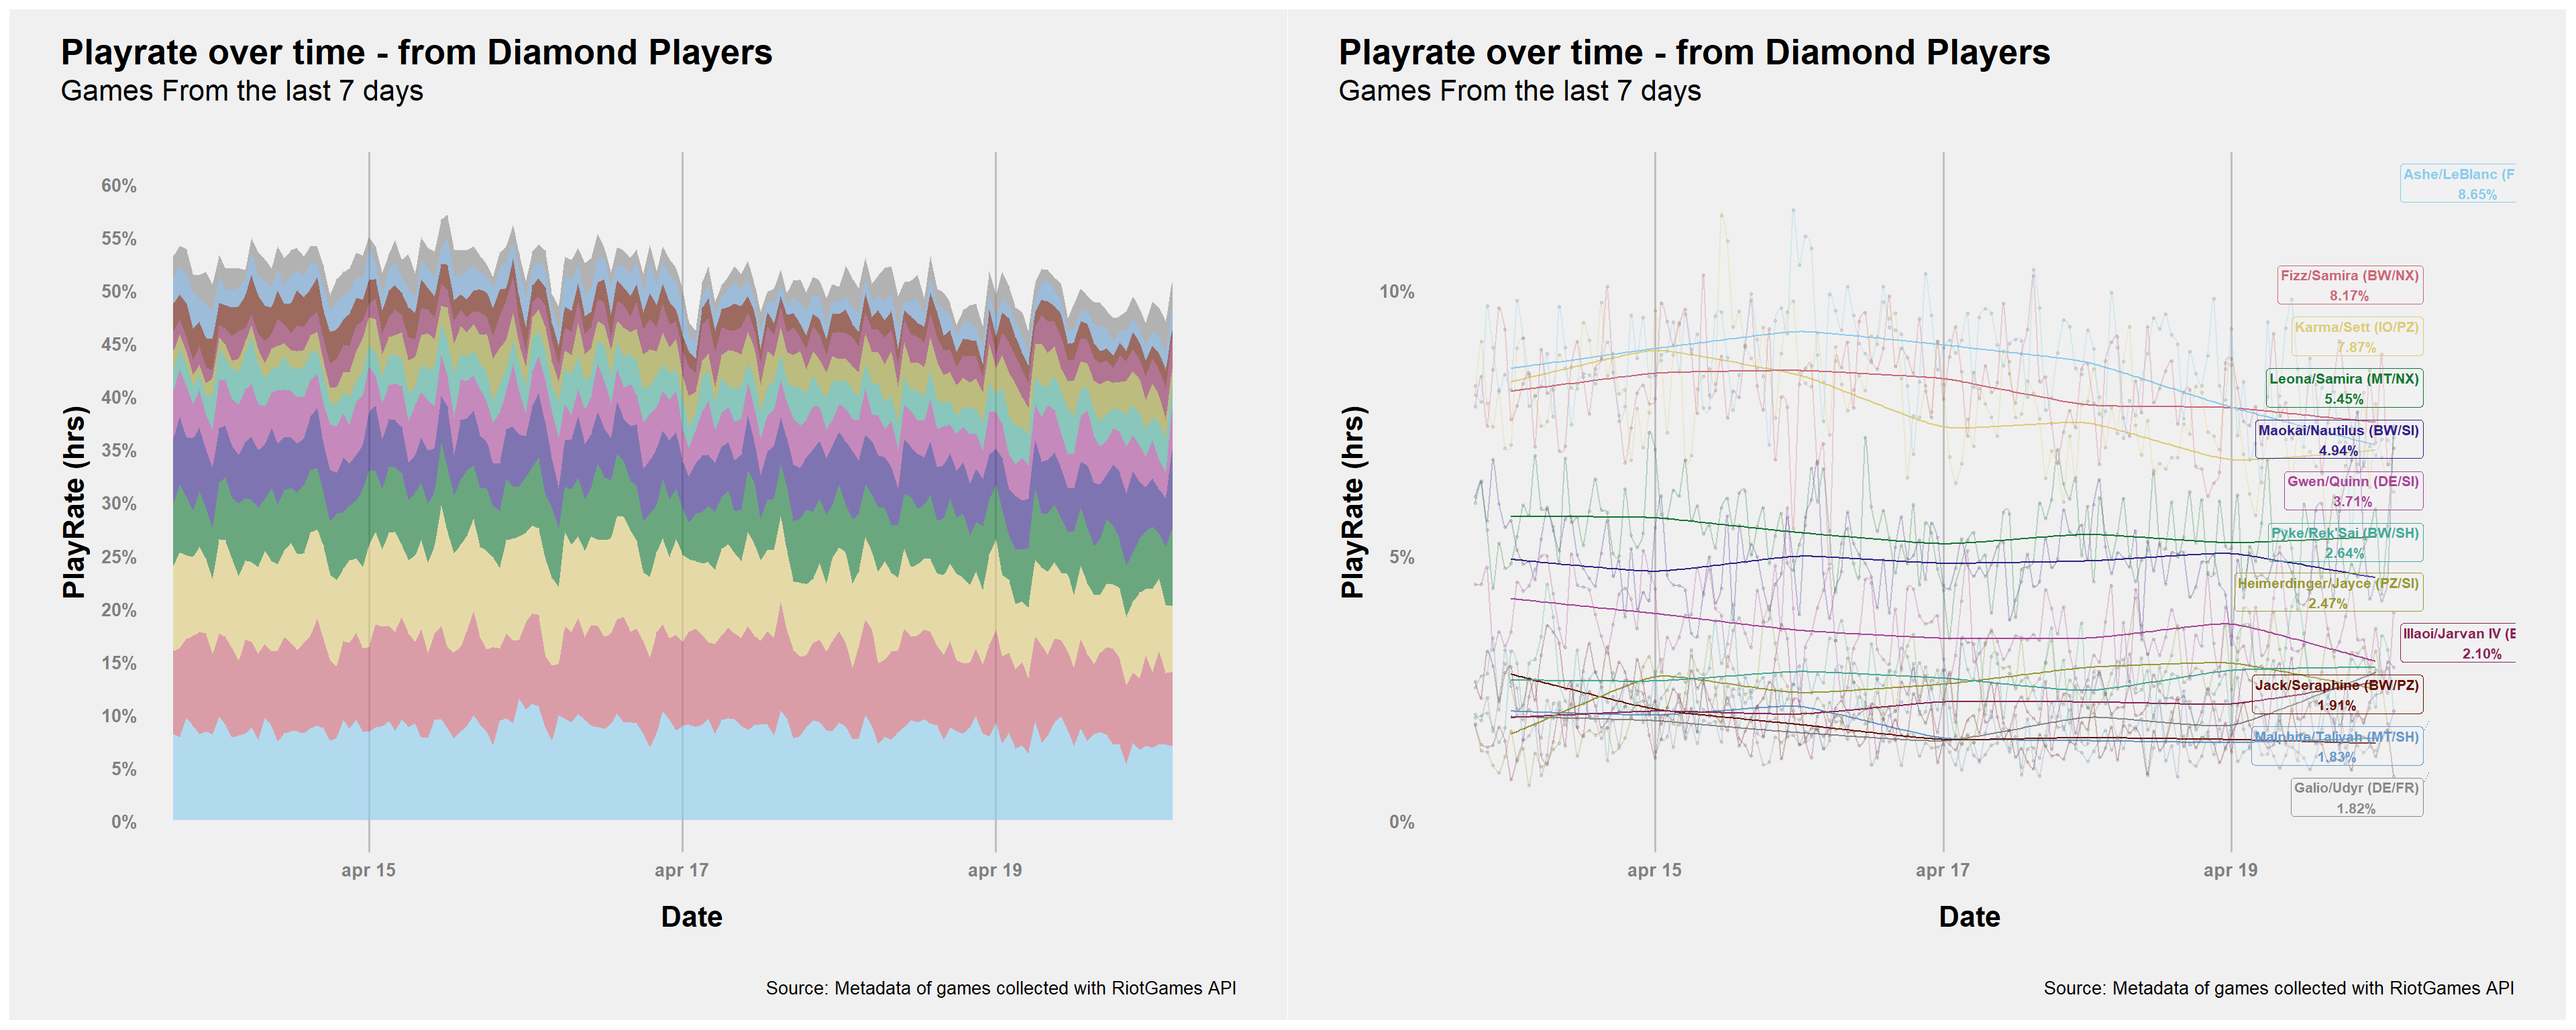 Playrate over time - from Diamond Players
Games From the last 7 days
60%
55%
50%
45%
40%
35%
30%
25%
20%
15%
10%
5%
0%
PlayRate (hrs)
apr 15
apr 17
apr 19
Date
Source: Metadata of games collected with RiotGames API
Playrate over time - from Diamond Players
Games From the last 7 days
10%
5%
0%
PlayRate (hrs)
Ashe/LeBlanc (F
8.65%
Fizz/Samira (BW/NX)
8.17%
Karma/Sett (IO/PZ)
7.87%
Leona/Samira (MT/NX)
5.45%
Maokai/Nautilus (BW/SI)
4.94%
Gwen/Quinn (DE/SI)
3.71%
Pyke/Rek'Sai (BW/SH)
2.64%
Heimerdinger/Jayce (PZ/SI)
2.47%
Illaoi/Jarvan IV (E
2.10%
Jack/Seraphine (BW/PZ)
1.91%
Malphite/Taliyah (MT/SH)
1.83%
Galio/Udyr (DE/FR)
1.82%
apr 15
apr 17
apr 19
Date
Source: Metadata of games collected with RiotGames API